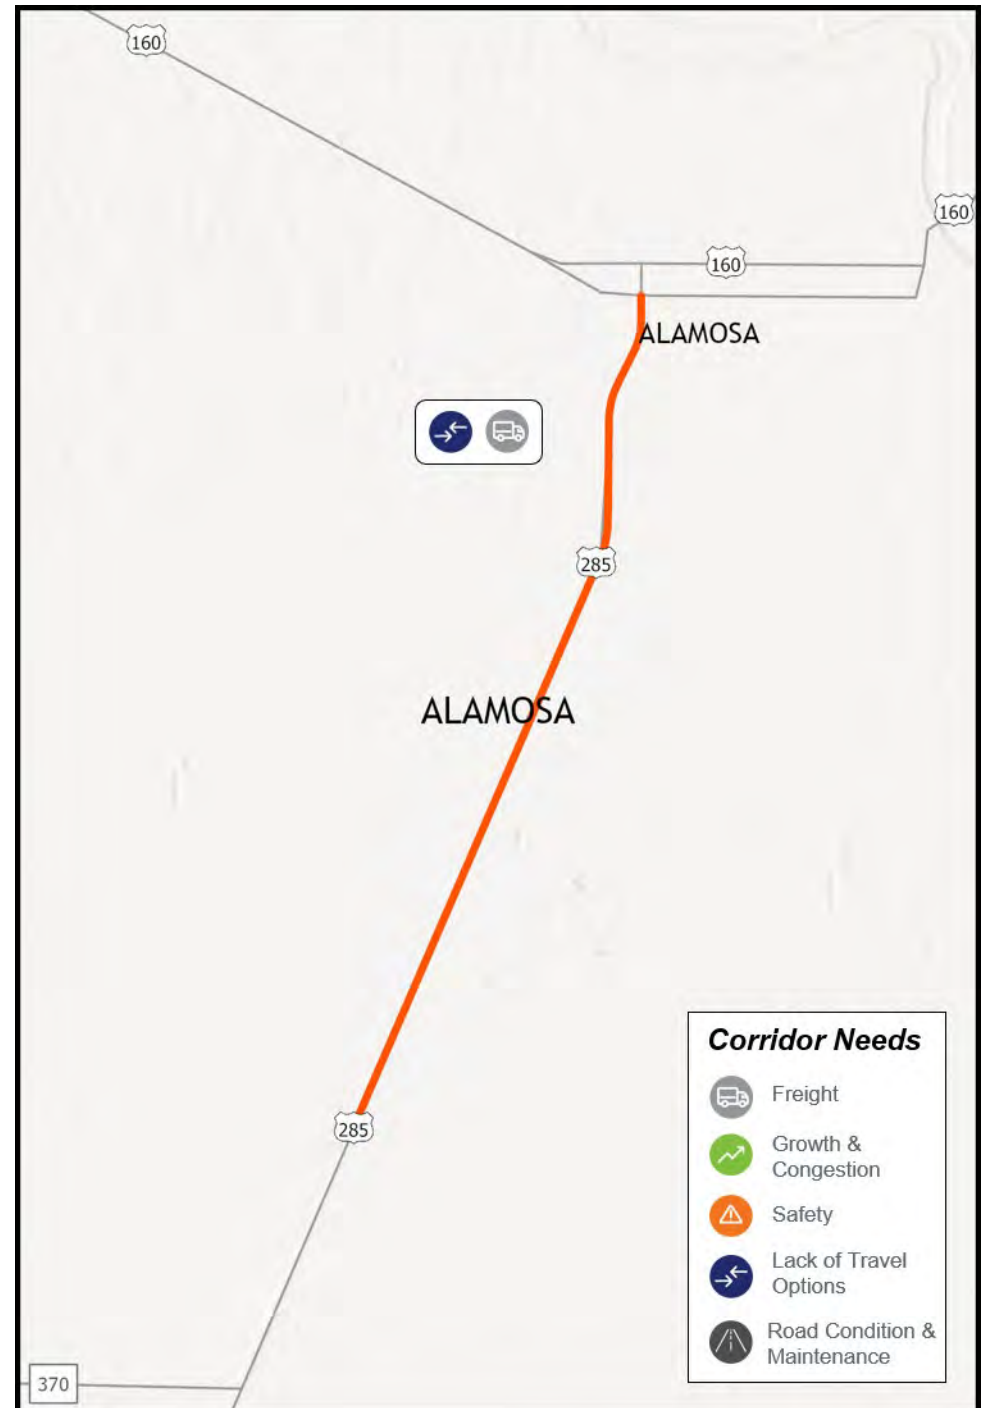 160
160
160
ALAMOSA
285
ALAMOSA
Corridor Needs
Freight
Growth &
Congestion
Safety
Lack of Travel
Options
Road Condition &
Maintenance
285
370